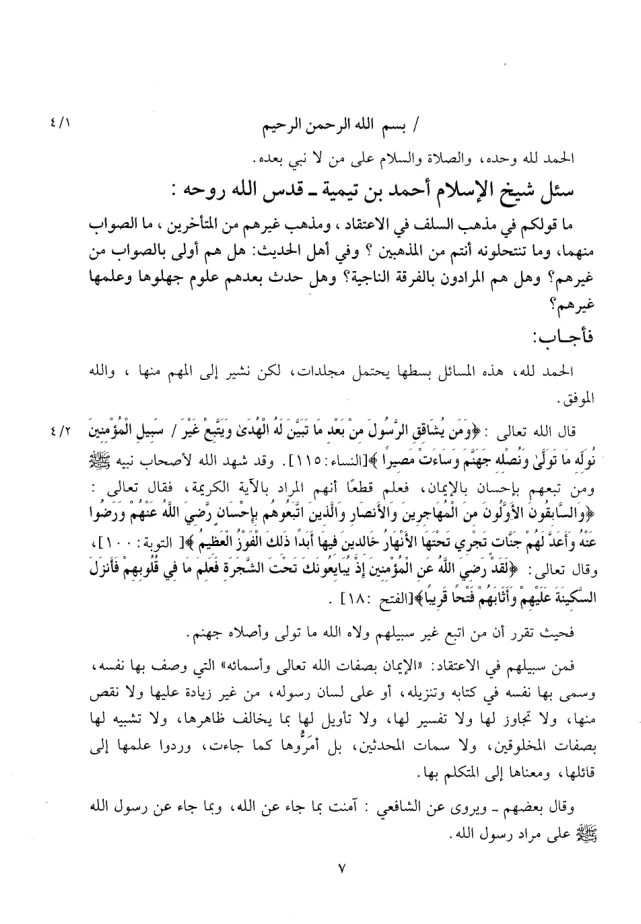 / بسم الله الرحمن الرحيم ٤/١
الحمد لله وحده، والصلاة والسلام على من لا نبي بعده.
سئل شيخ الإسلام أحمد بن تيمية ـ قدس الله روحه :
ما قولكم في مذهب السلف في الاعتقاد ، ومذهب غيرهم من المتأخرين ، ما الصواب
منهما، وما تنتحلونه أنتم من المذهبين ؟ وفي أهل الحديث: هل هم أولى بالصواب من
غيرهم؟ وهل هم المرادون بالفرقة الناجية؟ وهل حدث بعدهم علوم جهلوها وعلمها
غيرهم؟
فأجاب:
الحمد لله، هذه المسائل بسطها يحتمل مجلدات، لكن نشير إلى المهم منها ، والله
الموفق.
قال الله تعالى :﴿وَمَن يُشَاقِقِ الرَّسُولَ مِنْ بَعْدِ مَا تَبَيَّنَ لَهُ الْهُدَىٰ وَيَتَّبِعْ غَيْرَ / سَبِيلِ الْمُؤْمِنِينَ ٤/٢
نُوَلِّهِ مَا تَوَلَّىٰ وَنُصْلِهِ جَهَنَّمَ وَسَاءَتْ مَصِيرًا ﴾[النساء:١١٥]. وقد شهد الله لأصحاب نبيه ﷺ
ومن تبعهم بإحسان بالإيمان، فعلم قطعًا أنهم المراد بالآية الكريمة، فقال تعالى :
﴿وَالسَّابِقُونَ الأَوَّلُونَ مِنَ الْمُهَاجِرِينَ وَالأَنصَارِ وَالَّذِينَ اتَّبَعُوهُم بِإِحْسَانٍ رَّضِيَ اللَّهُ عَنْهُمْ وَرَضُوا
عَنْهُ وَأَعَدَّ لَهُمْ جَنَّاتٍ تَجْرِي تَحْتَهَا الأَنْهَارُ خَالِدِينَ فِيهَا أَبَدًا ذَلِكَ الْفَوْزُ الْعَظِيمُ ﴾[ التوبة:١٠٠]،
وقال تعالى: ﴿لَقَدْ رَضِيَ اللَّهُ عَنِ الْمُؤْمِنِينَ إِذْ يُبَايِعُونَكَ تَحْتَ الشَّجَرَةِ فَعَلِمَ مَا فِي قُلُوبِهِمْ فَأَنزَلَ
السَّكِينَةَ عَلَيْهِمْ وَأَثَابَهُمْ فَتْحًا قَرِيبًا﴾[الفتح :١٨] .
فحيث تقرر أن من اتبع غير سبيلهم ولاه الله ما تولى وأصلاه جهنم.
فمن سبيلهم في الاعتقاد: «الإيمان بصفات الله تعالى وأسمائه» التي وصف بها نفسه،
وسمى بها نفسه في كتابه وتنزيله، أو على لسان رسوله، من غير زيادة عليها ولا نقص
منها، ولا تجاوز لها ولا تفسير لها، ولا تأويل لها بما يخالف ظاهرها، ولا تشبيه لها
بصفات المخلوقين، ولا سمات المحدثين، بل أمَرُّوها كما جاءت، وردوا علمها إلى
قائلها، ومعناها إلى المتكلم بها.
وقال بعضهم ـ ويروى عن الشافعي : آمنت بما جاء عن الله، وبما جاء عن رسول الله
ﷺ على مراد رسول الله.
٧